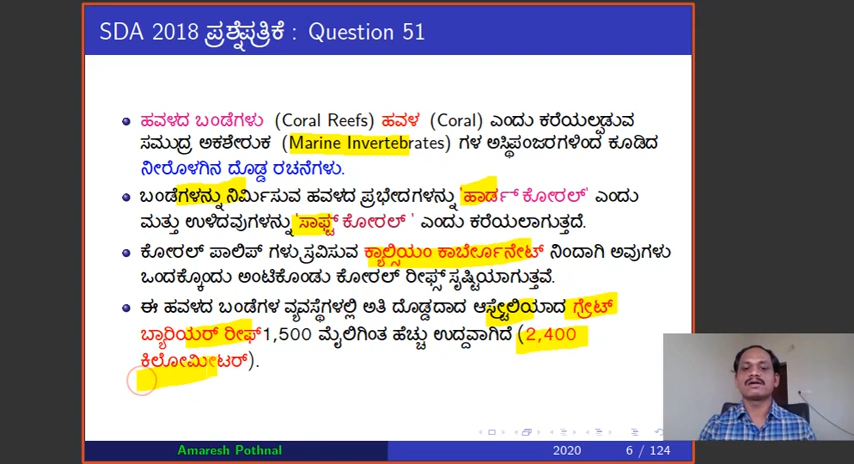 SDA 2018 ಪ್ರಶ್ನೆಪತ್ರಿಕೆ : Question 51
ಹವಳದ ಬಂಡೆಗಳು (Coral Reefs) ಹವಳ (Coral) ಎಂದು ಕರೆಯಲ್ಪಡುವ
ಸಮುದ್ರ ಅಕಶೇರುಕ (Marine Invertebrates) ಗಳ ಅಸ್ಥಿಪಂಜರಗಳಿಂದ ಕೂಡಿದ
ನೀರೊಳಗಿನ ದೊಡ್ಡ ರಚನೆಗಳು.
ಬಂಡೆಗಳನ್ನು ನಿರ್ಮಿಸುವ ಹವಳದ ಪ್ರಭೇದಗಳನ್ನು 'ಹಾರ್ಡ್ ಕೋರಲ್' ಎಂದು
ಮತ್ತು ಉಳಿದವುಗಳನ್ನು 'ಸಾಫ್ಟ್ ಕೋರಲ್ ' ಎಂದು ಕರೆಯಲಾಗುತ್ತದೆ.
ಕೋರಲ್ ಪಾಲಿಪ್ ಗಳು ಸ್ರವಿಸುವ ಕ್ಯಾಲ್ಸಿಯಂ ಕಾರ್ಬೋನೇಟ್ ನಿಂದಾಗಿ ಅವುಗಳು
ಒಂದಕ್ಕೊಂದು ಅಂಟಿಕೊಂಡು ಕೋರಲ್ ರೀಫ್ಸ್ ಸೃಷ್ಟಿಯಾಗುತ್ತವೆ.
ಈ ಹವಳದ ಬಂಡೆಗಳ ವ್ಯವಸ್ಥೆಗಳಲ್ಲಿ ಅತಿ ದೊಡ್ಡದಾದ ಆಸ್ಟ್ರೇಲಿಯಾದ ಗ್ರೇಟ್
ಬ್ಯಾರಿಯರ್ ರೀಫ್ 1,500 ಮೈಲಿಗಿಂತ ಹೆಚ್ಚು ಉದ್ದವಾಗಿದೆ (2,400
ಕಿಲೋಮೀಟರ್).
Amaresh Pothnal 2020 6 / 124